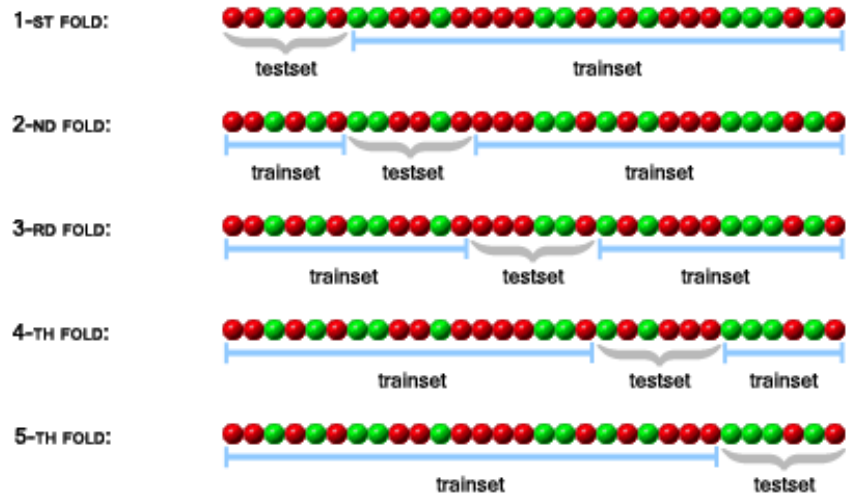 1-ST FOLD:
testset trainset
2-ND FOLD:
trainset testset trainset
3-RD FOLD:
trainset testset trainset
4-TH FOLD:
trainset testset trainset
5-TH FOLD:
trainset testset